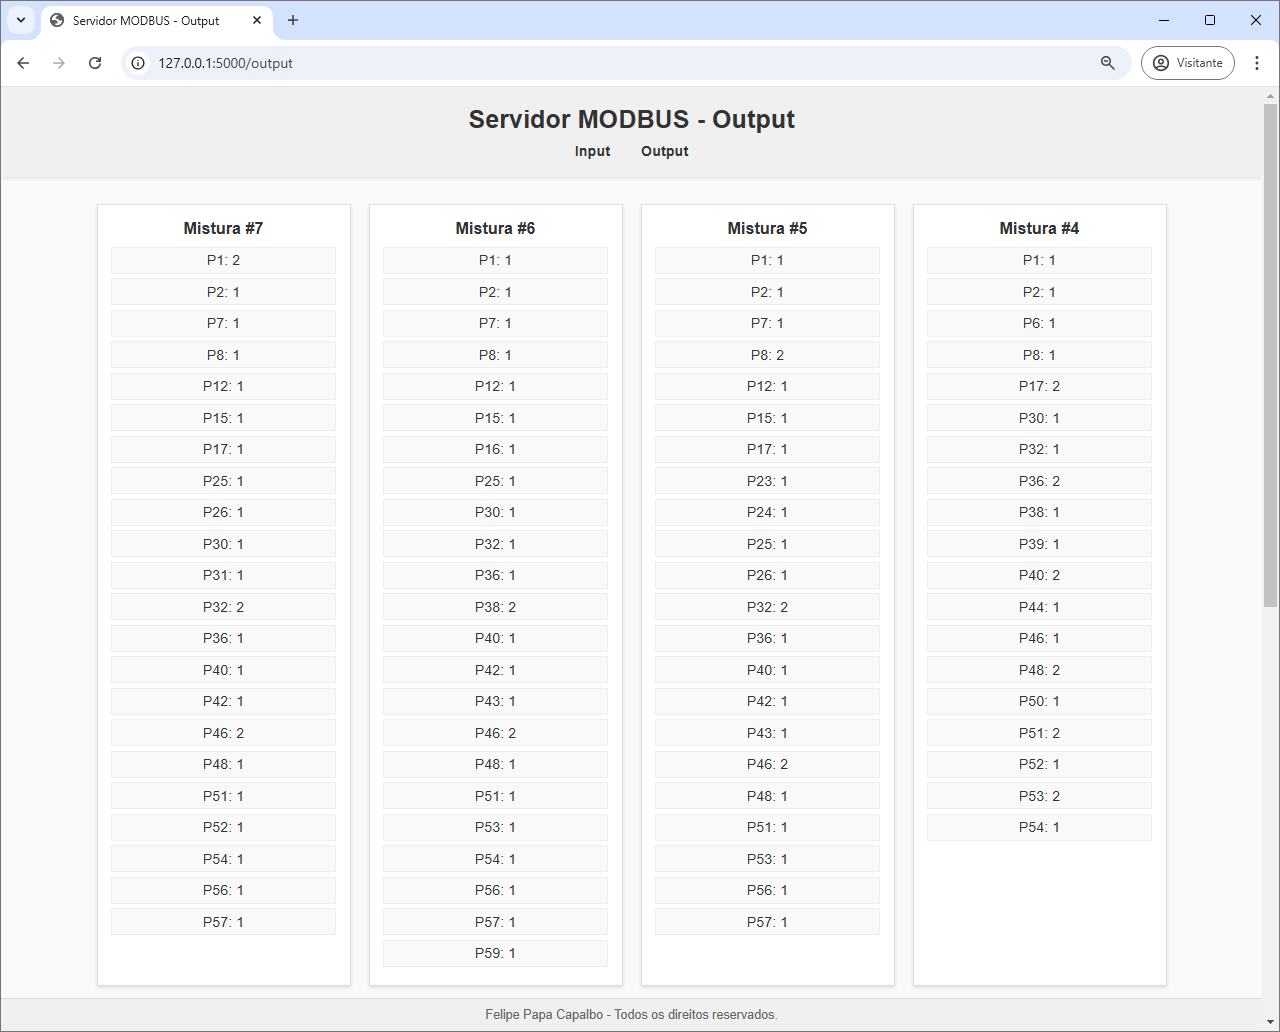 Servidor MODBUS - Output
127.0.0.1:5000/output
Visitante
Servidor MODBUS - Output
Input
Output
Mistura #7
P1: 2
P2: 1
P7: 1
P8: 1
P12: 1
P15: 1
P17: 1
P25: 1
P26: 1
P30: 1
P31: 1
P32: 2
P36: 1
P40: 1
P42: 1
P46: 2
P48: 1
P51: 1
P52: 1
P54: 1
P56: 1
P57: 1
Mistura #6
P1: 1
P2: 1
P7: 1
P8: 1
P12: 1
P15: 1
P16: 1
P25: 1
P30: 1
P32: 1
P36: 1
P38: 2
P40: 1
P42: 1
P43: 1
P46: 2
P48: 1
P51: 1
P53: 1
P54: 1
P56: 1
P57: 1
P59: 1
Mistura #5
P1: 1
P2: 1
P7: 1
P8: 2
P12: 1
P15: 1
P17: 1
P23: 1
P24: 1
P25: 1
P26: 1
P32: 2
P36: 1
P40: 1
P42: 1
P43: 1
P46: 2
P48: 1
P51: 1
P53: 1
P56: 1
P57: 1
Mistura #4
P1: 1
P2: 1
P6: 1
P8: 1
P17: 2
P30: 1
P32: 1
P36: 2
P38: 1
P39: 1
P40: 2
P44: 1
P46: 1
P48: 2
P50: 1
P51: 2
P52: 1
P53: 2
P54: 1
Felipe Papa Capalbo - Todos os direitos reservados.